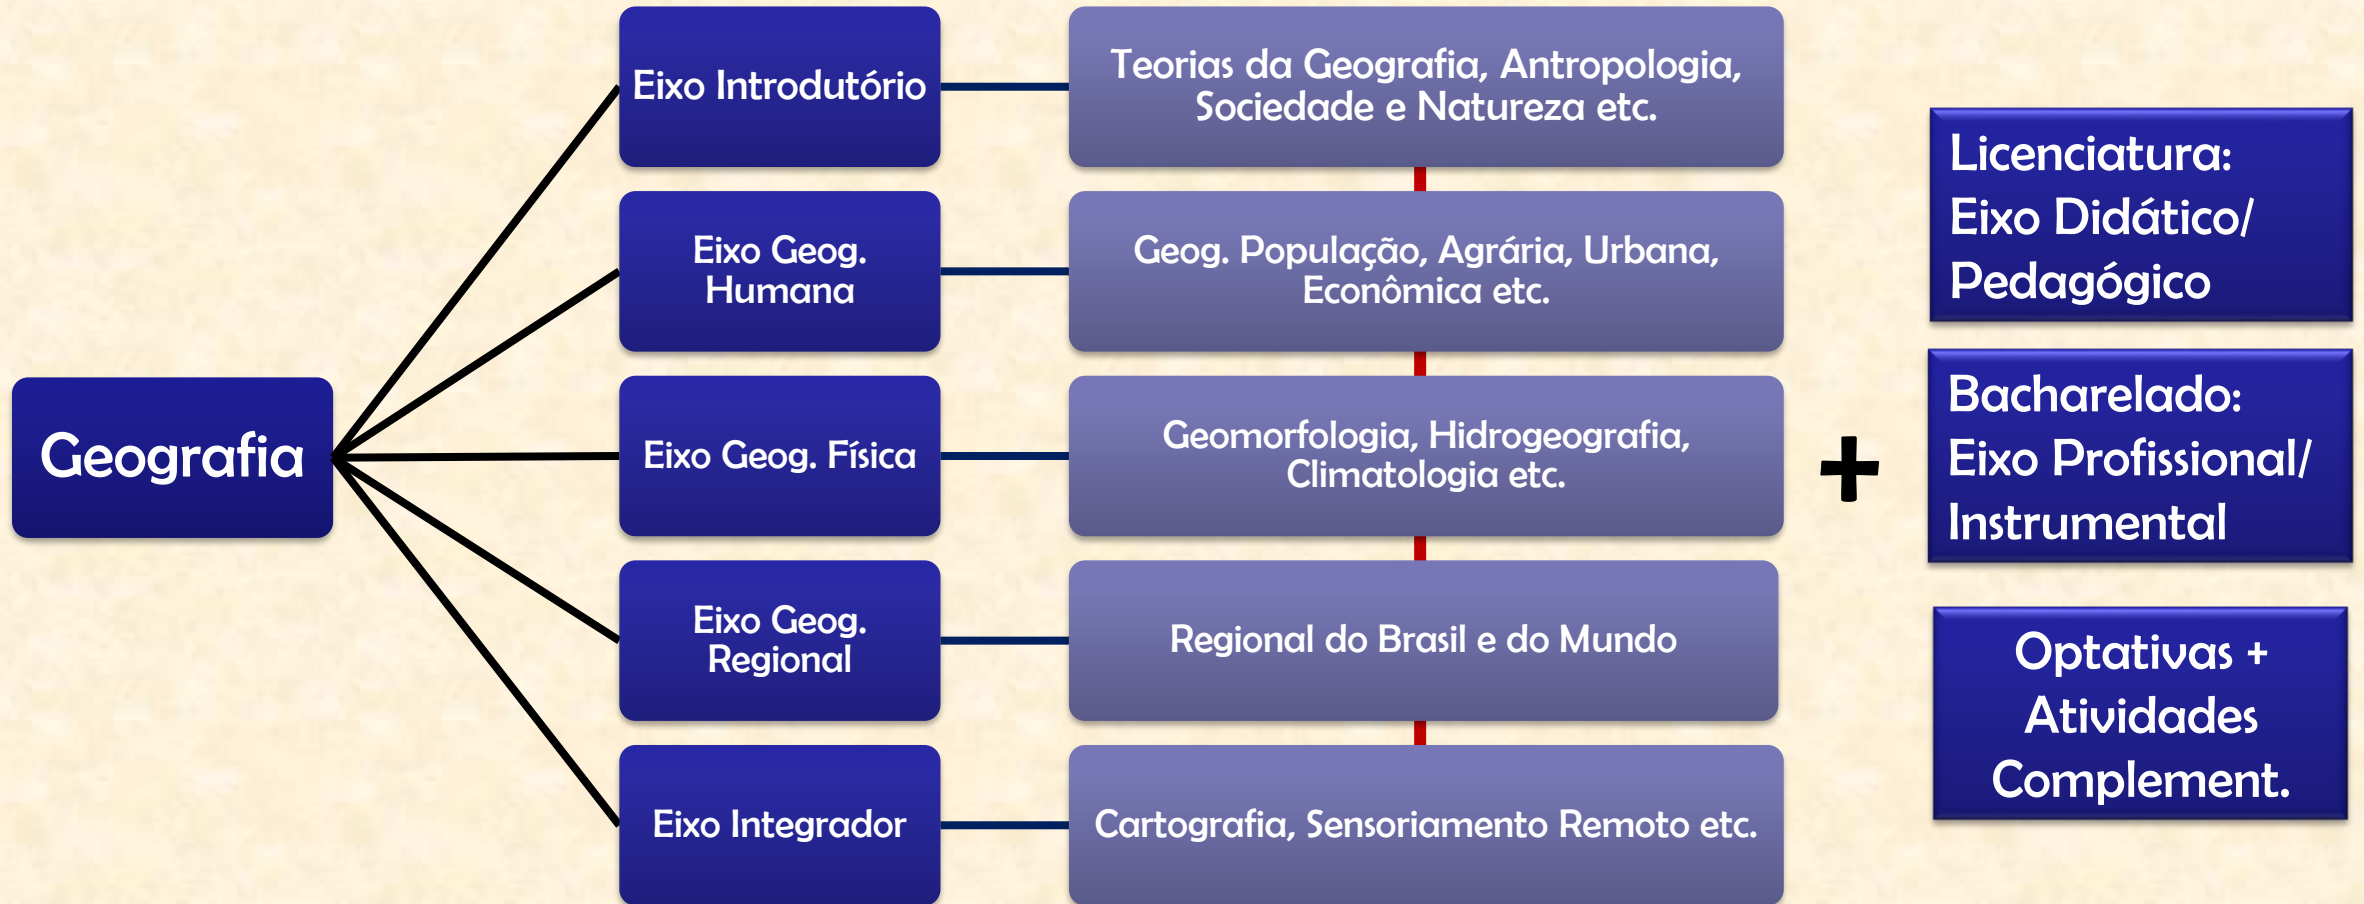 Geografia
Eixo Introdutório
Teorias da Geografia, Antropologia,
Sociedade e Natureza etc.
Eixo Geog.
Humana
Geog. População, Agrária, Urbana,
Econômica etc.
Eixo Geog. Física
Geomorfologia, Hidrogeografia,
Climatologia etc.
Eixo Geog.
Regional
Regional do Brasil e do Mundo
Eixo Integrador
Cartografia, Sensoriamento Remoto etc.
+
Licenciatura:
Eixo Didático/
Pedagógico
Bacharelado:
Eixo Profissional/
Instrumental
Optativas +
Atividades
Complement.